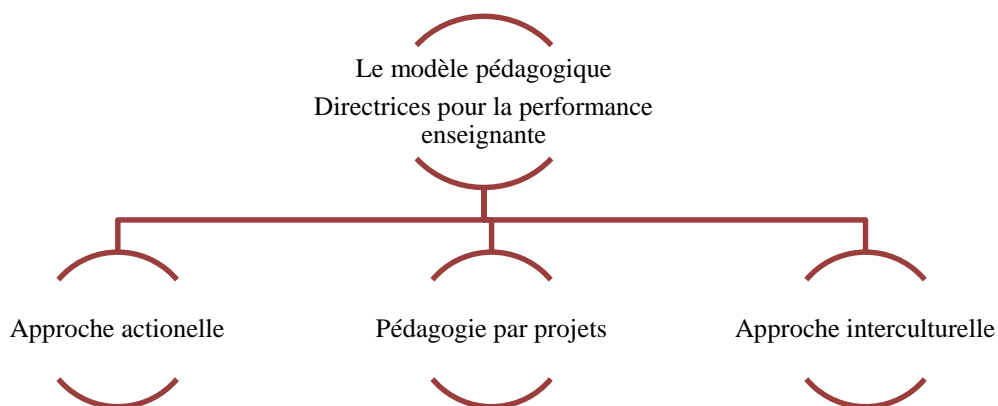 Le modèle pédagogique
Directrices pour la performance
enseignante
Approche actionelle
Pédagogie par projets
Approche interculturelle